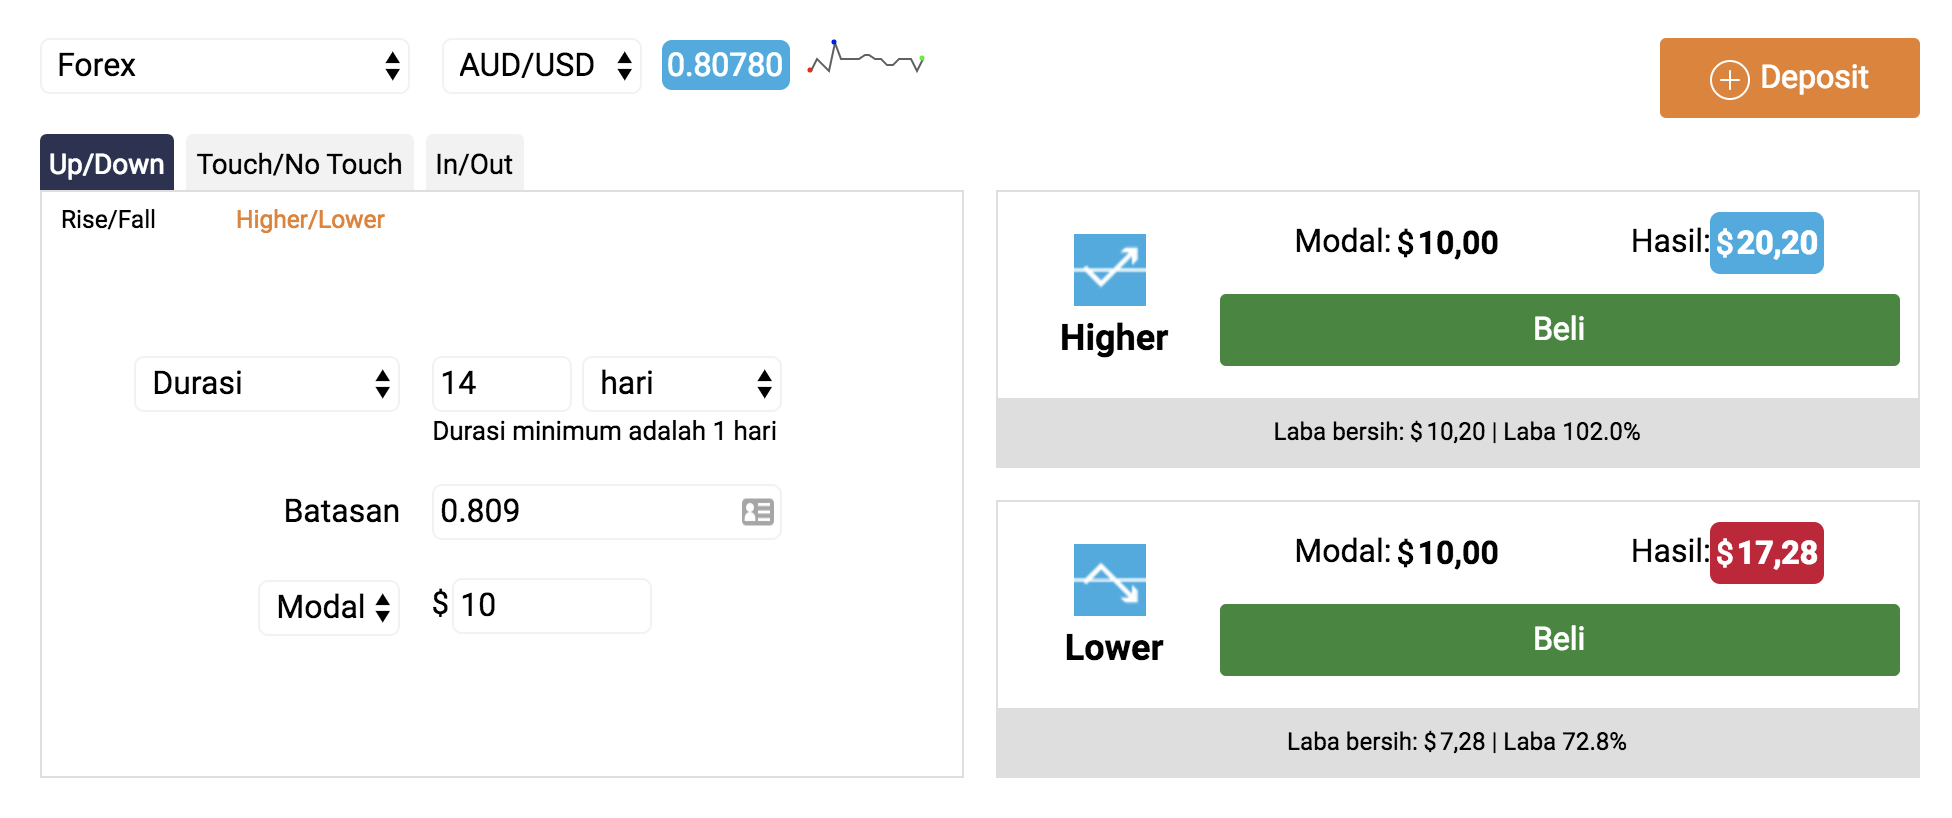 Forex AUD/USD 0.80780
Deposit
Up/Down Touch/No Touch In/Out
Rise/Fall Higher/Lower
Durasi 14 hari
Durasi minimum adalah 1 hari
Batasan 0.809
Modal $ 10
Modal: $10,00 Hasil: $20,20
Higher
Beli
Laba bersih: $10,20 | Laba 102.0%
Modal: $10,00 Hasil: $17,28
Lower
Beli
Laba bersih: $7,28 | Laba 72.8%